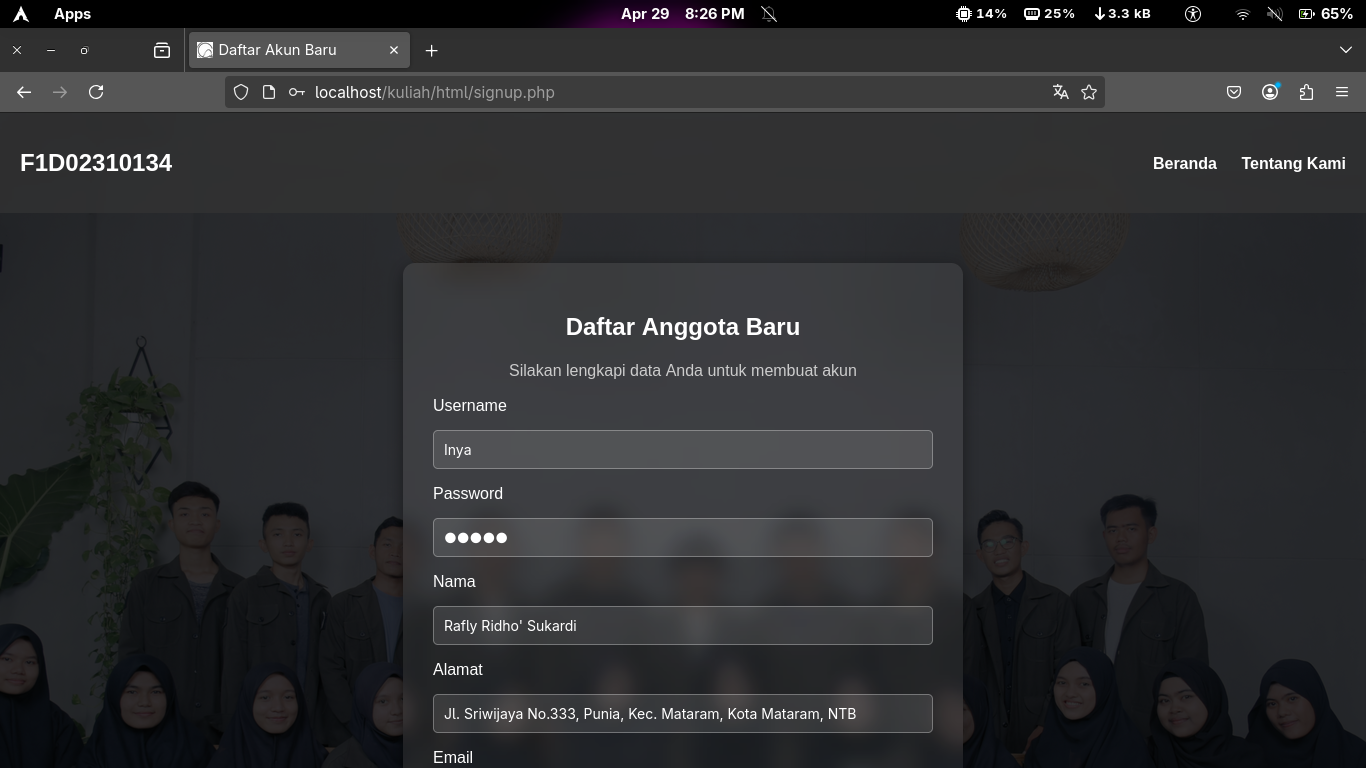 Apps
Apr 29 8:26 PM
14% 25% 3.3 kB 65%
Daftar Akun Baru
localhost/kuliah/html/signup.php
F1D02310134
Beranda Tentang Kami
Daftar Anggota Baru
Silakan lengkapi data Anda untuk membuat akun
Username
Inya
Password
●●●●●
Nama
Rafly Ridho' Sukardi
Alamat
Jl. Sriwijaya No.333, Punia, Kec. Mataram, Kota Mataram, NTB
Email